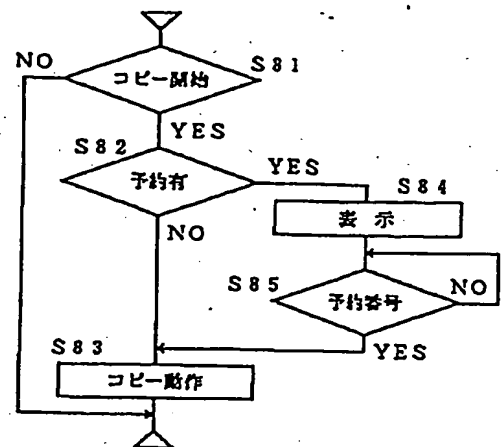 NO
コピー開始
S81
YES
S82
予約有
YES
NO
S84
表示
S85
予約番号
NO
YES
S83
コピー動作